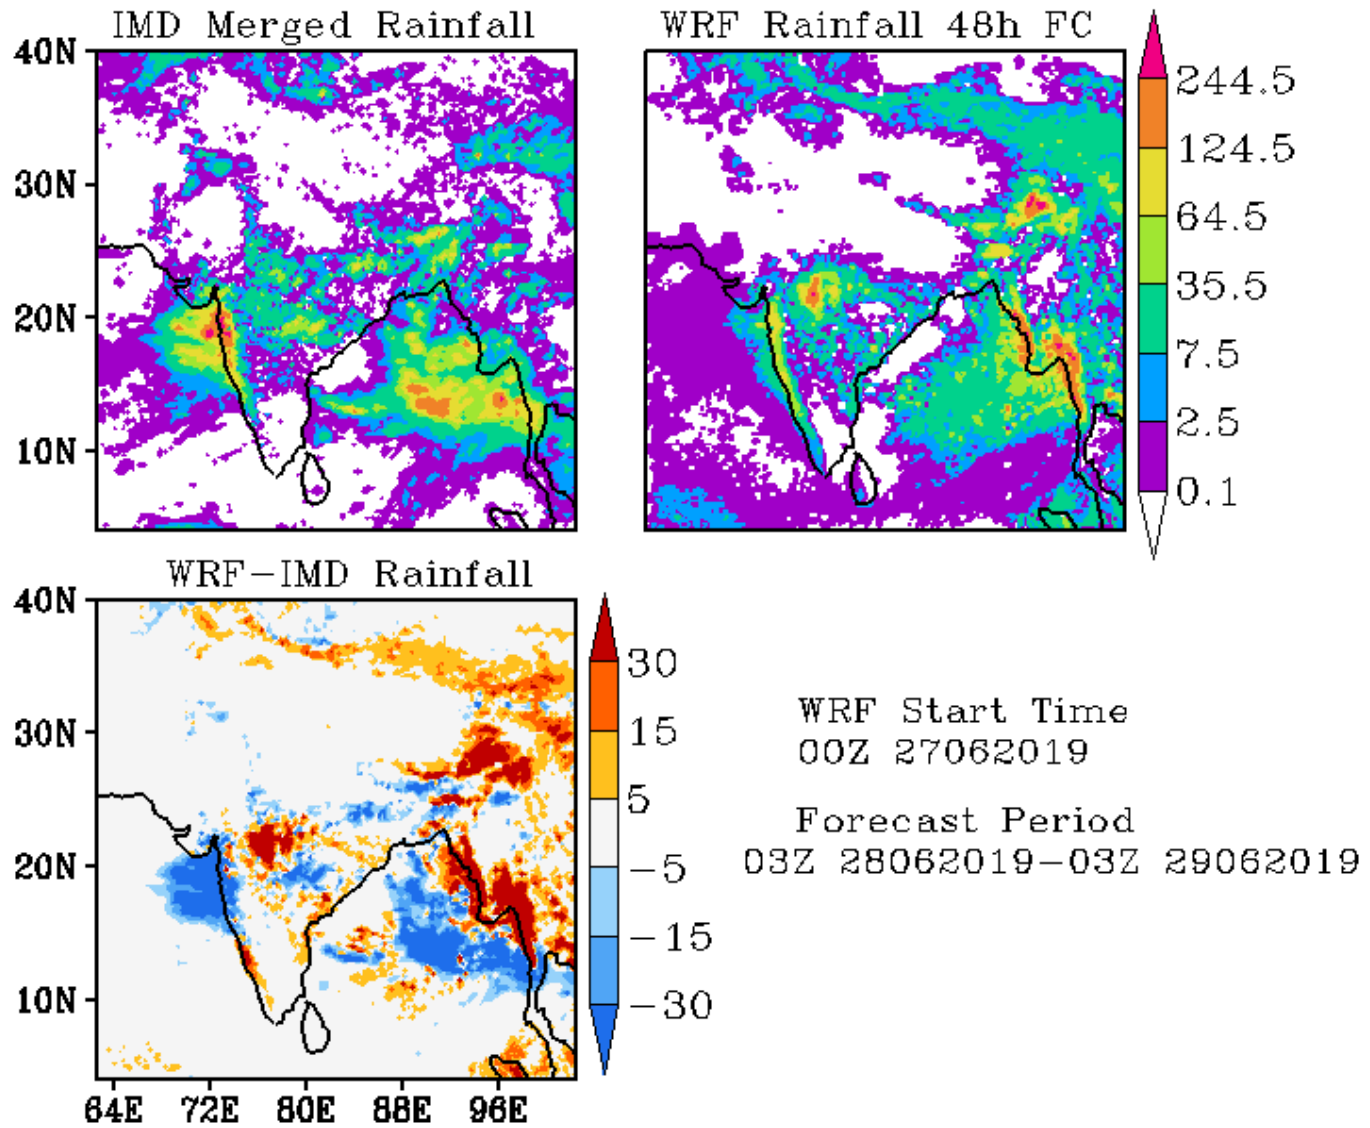 IMD Merged Rainfall
WRF Rainfall 48h FC
40N
30N
20N
10N
244.5
124.5
64.5
35.5
7.5
2.5
0.1
WRF-IMD Rainfall
40N
30N
20N
10N
64E 72E 80E 88E 96E
30
15
5
-5
-15
-30
WRF Start Time
00Z 27062019
Forecast Period
03Z 28062019-03Z 29062019